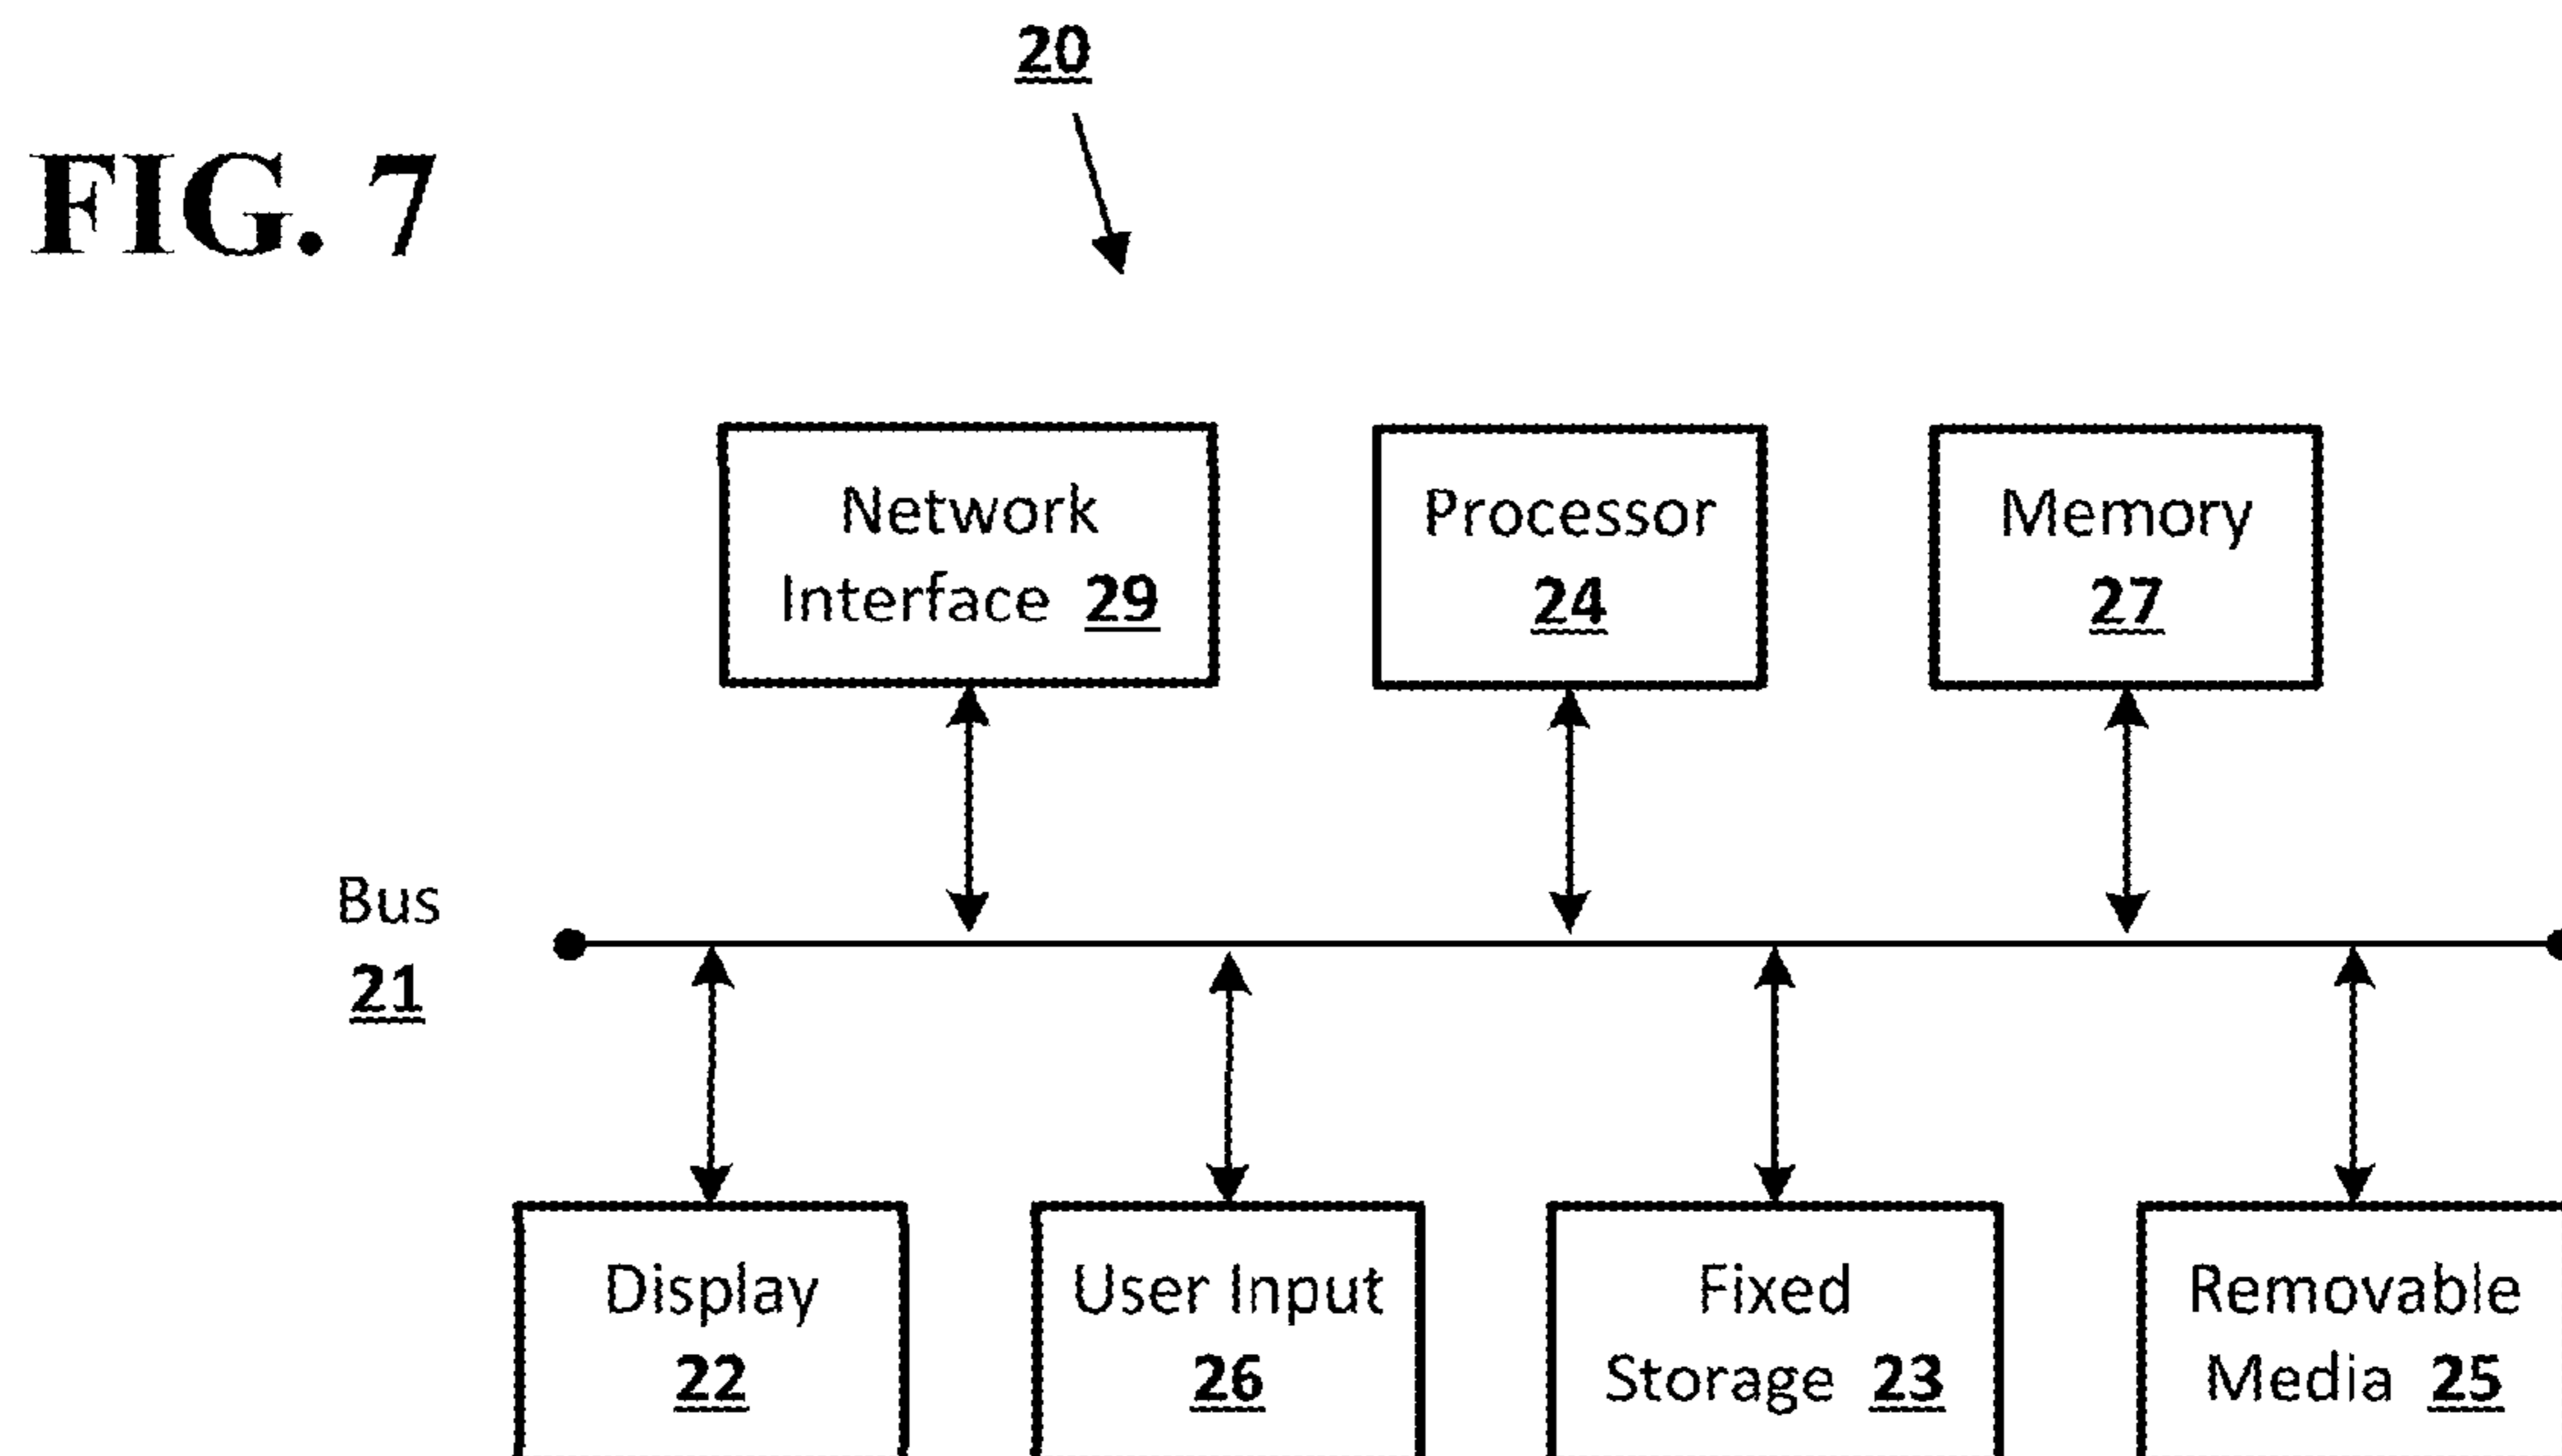 20
FIG. 7
Network
Interface 29
Processor
24
Memory
27
Bus
21
Display
22
User Input
26
Fixed
Storage 23
Removable
Media 25